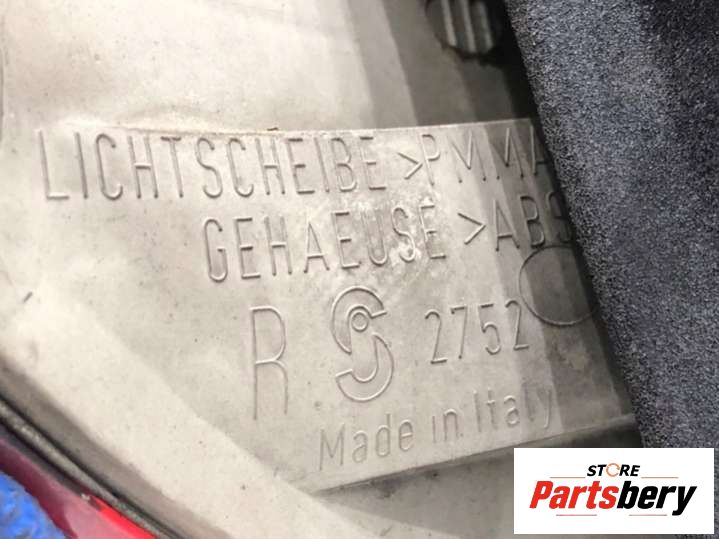 LICHTSCHEIBE >PMMA
GEHAEUSE >ABS
R 2752
Made in Italy
STORE
Partsbery